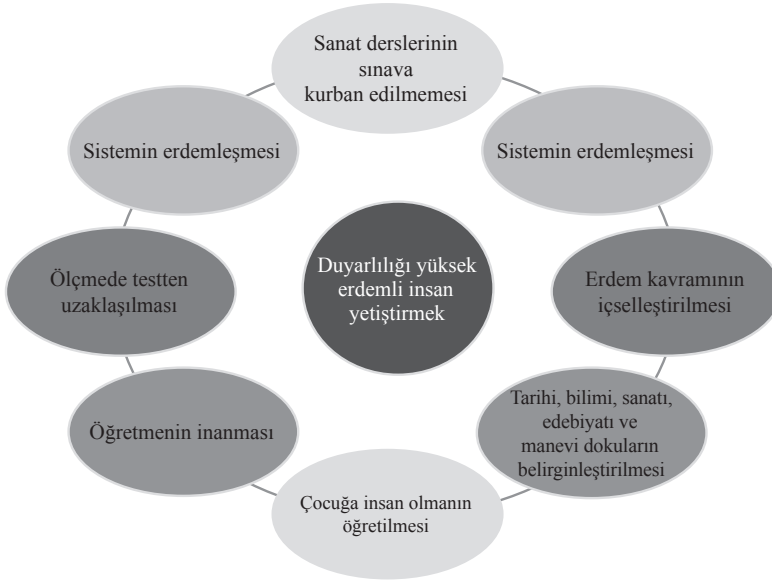 Sanat derslerinin
sınava
kurban edilmemesi
Sistemin erdemleşmesi
Sistemin erdemleşmesi
Duyarlılığı yüksek
erdemli insan
yetiştirmek
Ölçmede testten
uzaklaşılması
Erdem kavramının
içselleştirilmesi
Öğretmenin inanması
Tarihi, bilimi, sanatı,
edebiyatı ve
manevi dokuların
belirginleştirilmesi
Çocuğa insan olmanın
öğretilmesi